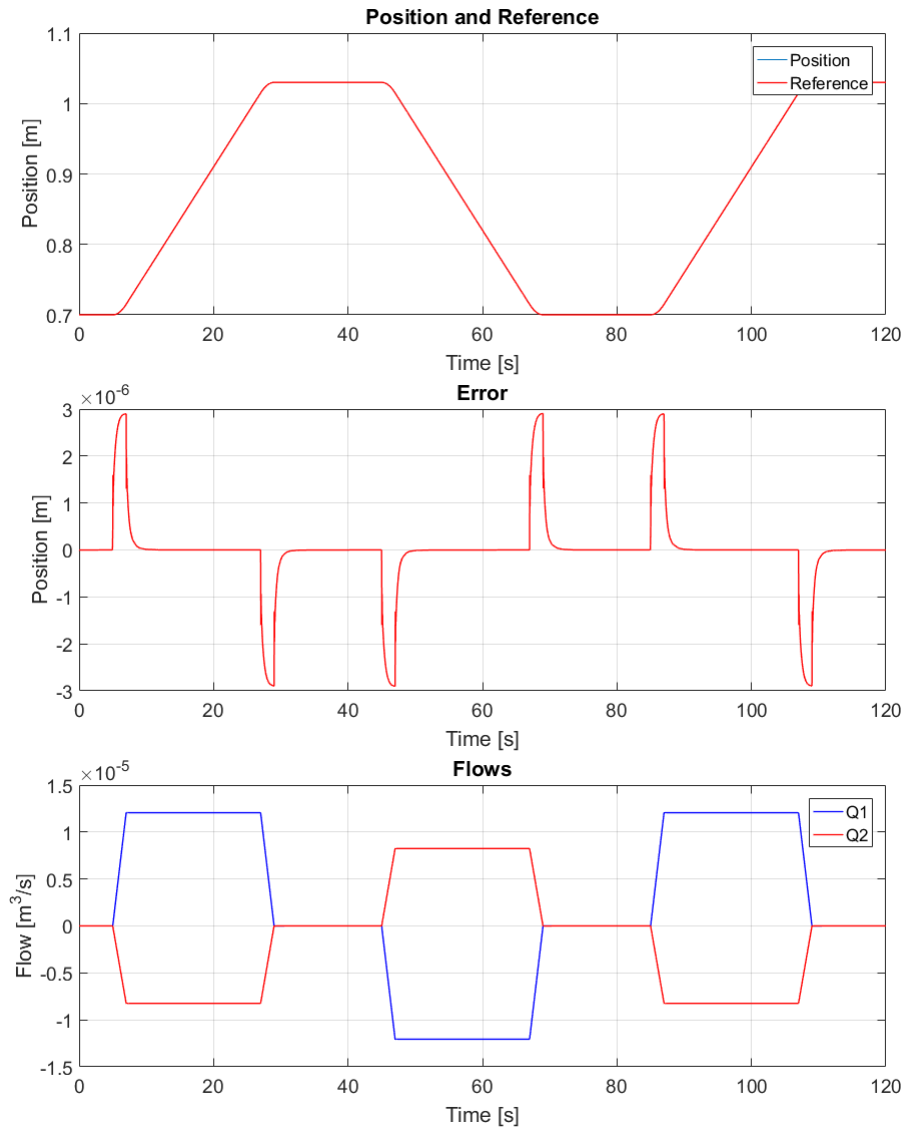 Position and Reference
1.1
1
0.9
0.8
0.7
Position [m]
Position
Reference
0 20 40 60 80 100 120
Time [s]
Error
×10^-6
3
2
1
0
-1
-2
-3
Position [m]
0 20 40 60 80 100 120
Time [s]
Flows
×10^-5
1.5
1
0.5
0
-0.5
-1
-1.5
Flow [m^3/s]
Q1
Q2
0 20 40 60 80 100 120
Time [s]